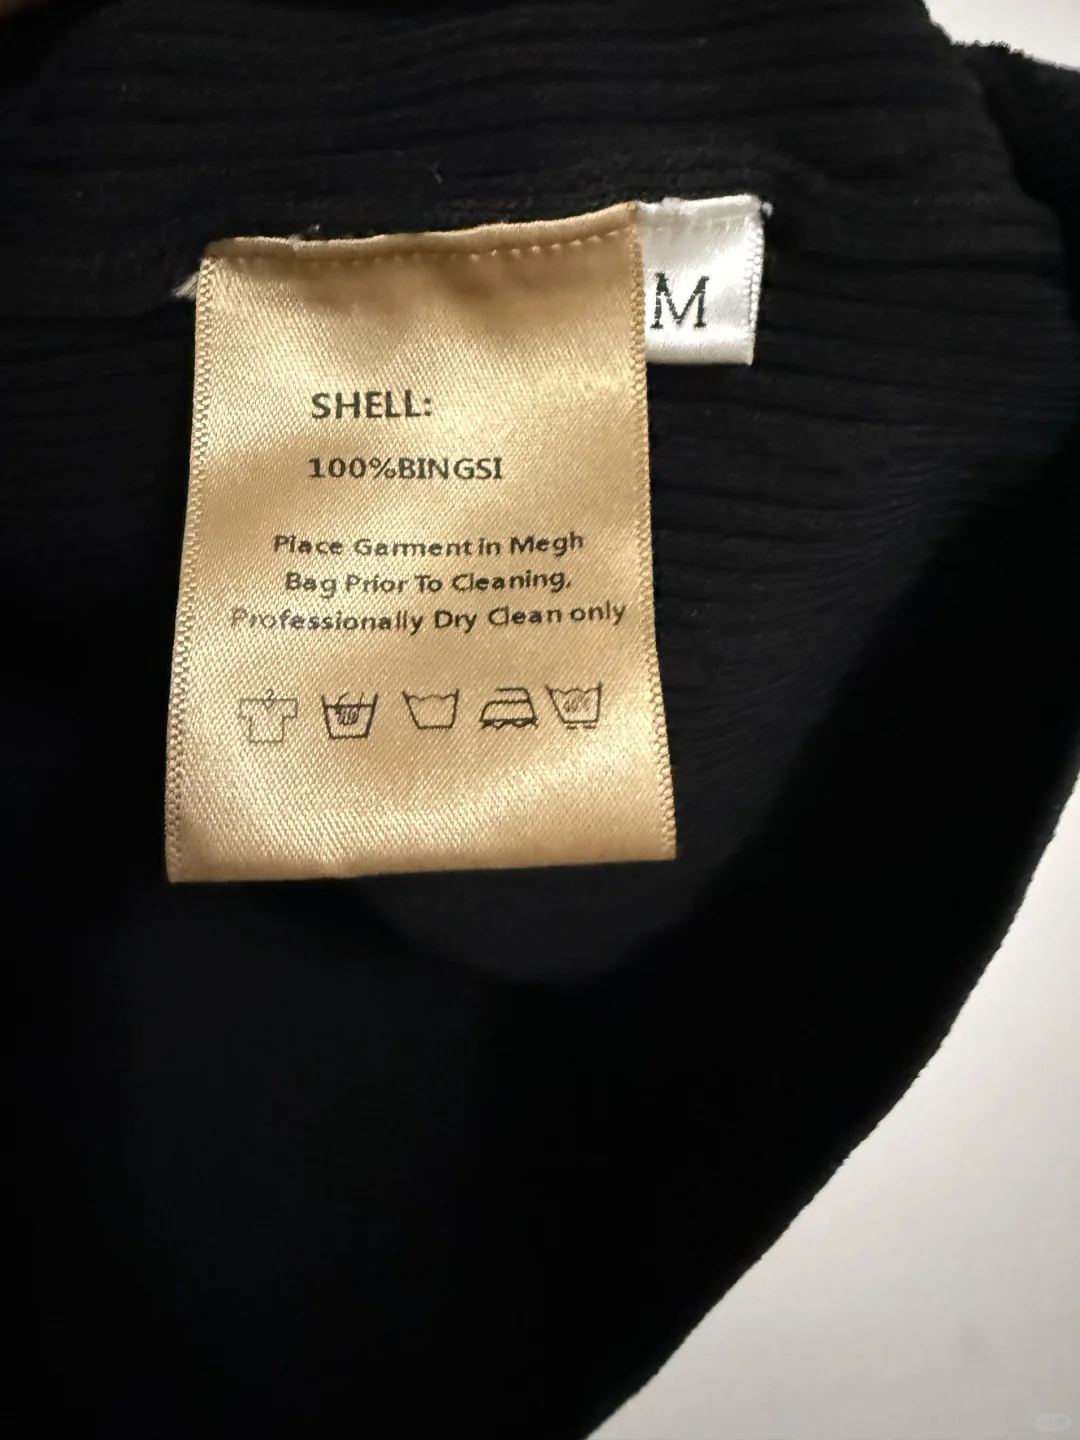 M
SHELL:
100%BINGSI
Place Garment in Megh
Bag Prior To Cleaning,
Professionally Dry Clean only